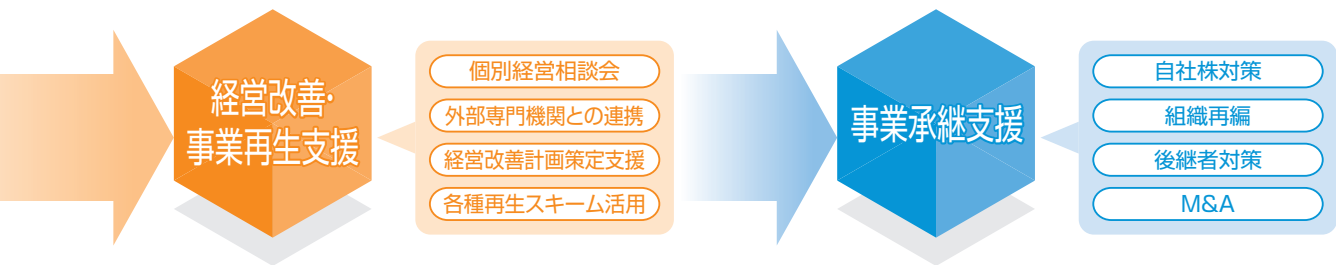 経営改善・
事業再生支援
個別経営相談会
外部専門機関との連携
経営改善計画策定支援
各種再生スキーム活用
事業承継支援
自社株対策
組織再編
後継者対策
M&A